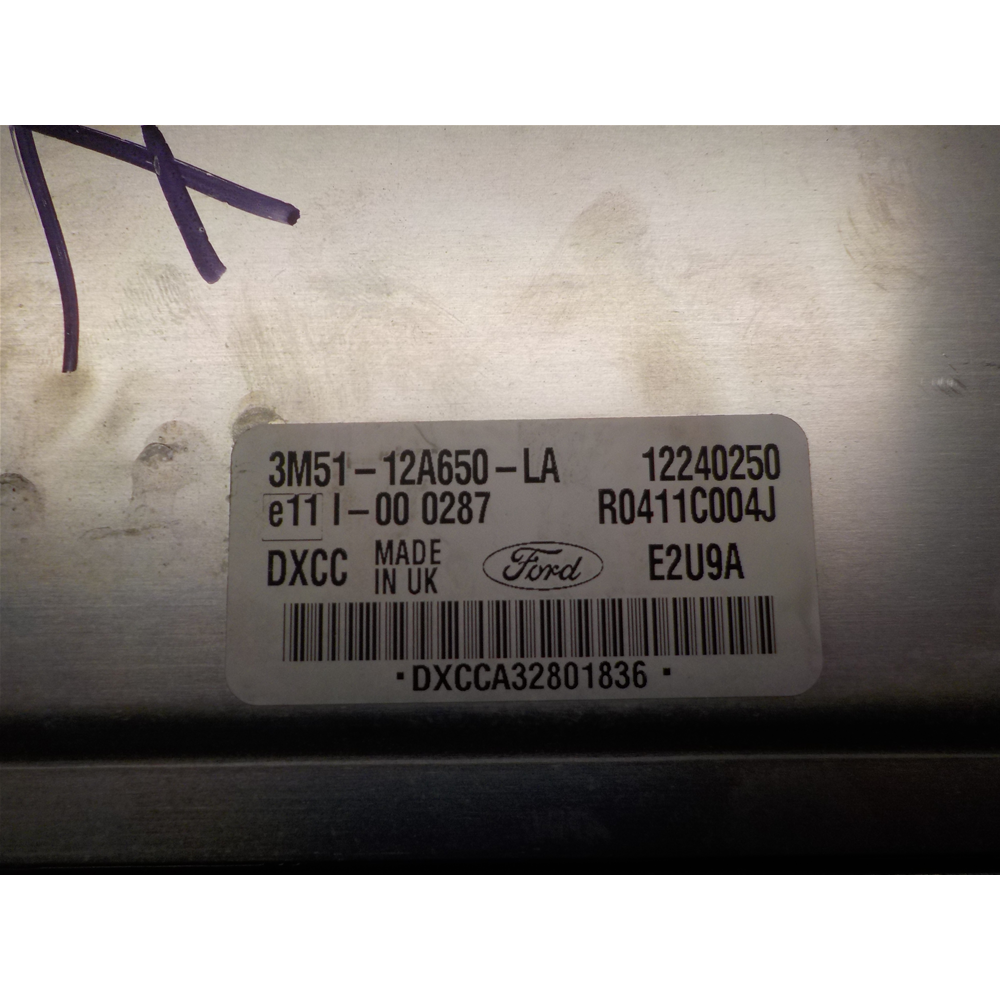 3M51-12A650-LA 12240250
e11 I-00 0287 R0411C004J
DXCC MADE IN UK Ford E2U9A
·DXCCA32801836·